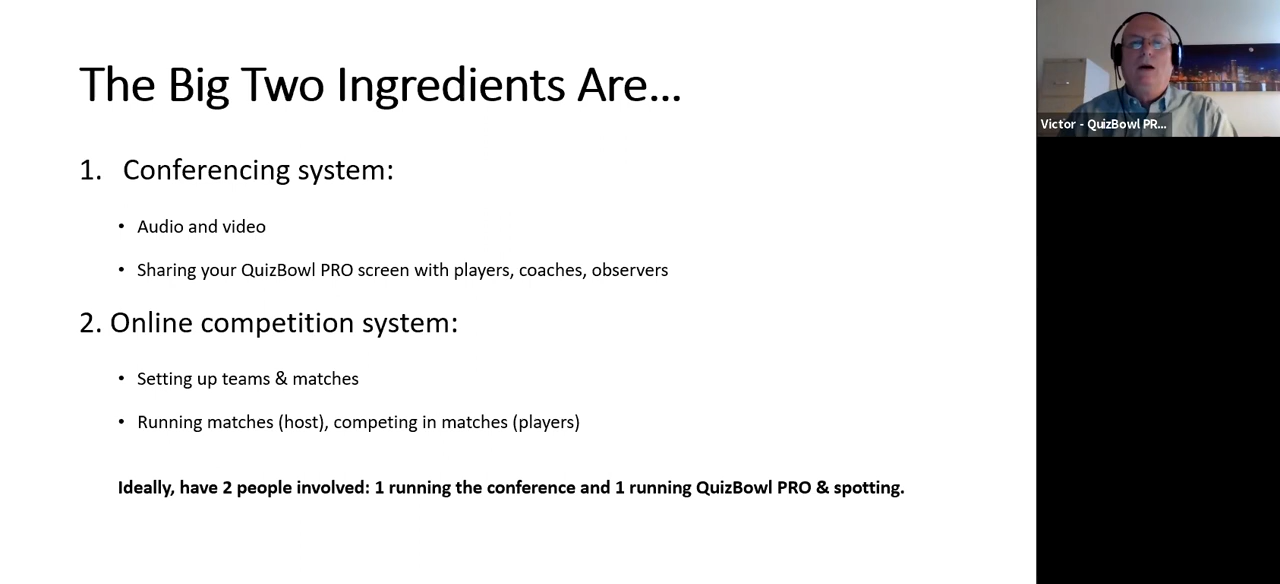 The Big Two Ingredients Are...
1. Conferencing system:
• Audio and video
• Sharing your QuizBowl PRO screen with players, coaches, observers
2. Online competition system:
• Setting up teams & matches
• Running matches (host), competing in matches (players)
Ideally, have 2 people involved: 1 running the conference and 1 running QuizBowl PRO & spotting.
Victor - QuizBowl PR...